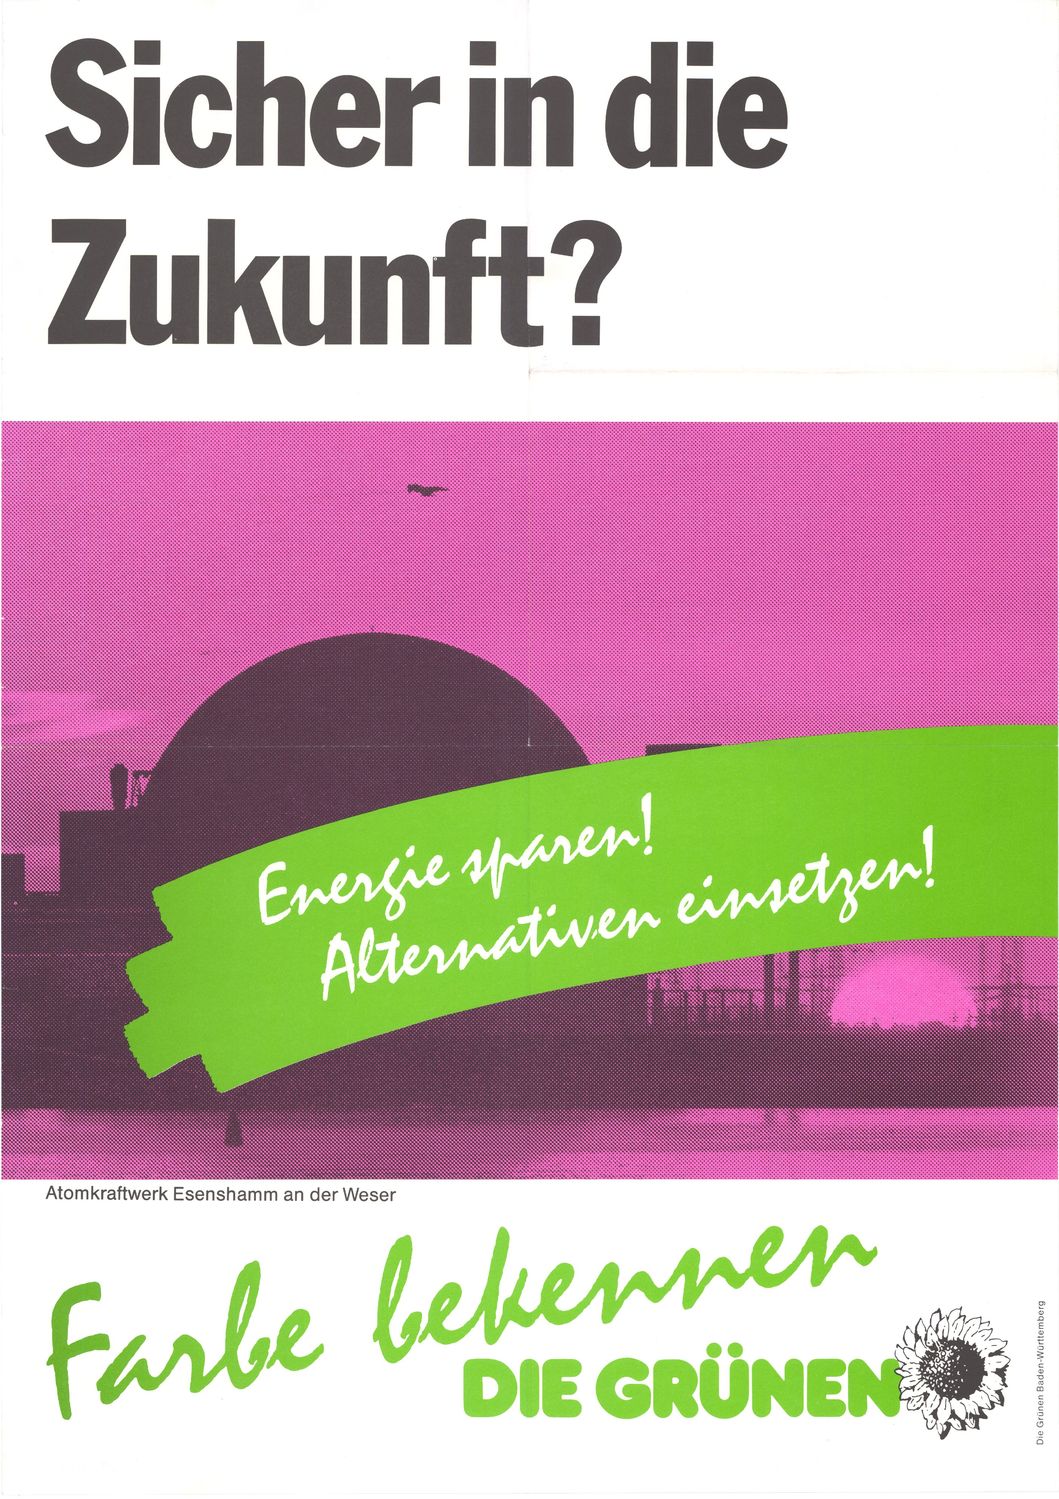 Sicher in die
Zukunft?
Energie sparen!
Alternativen einsetzen!
Atomkraftwerk Esenshamm an der Weser
Farbe bekennen
DIE GRÜNEN
Die Grünen Baden-Württemberg